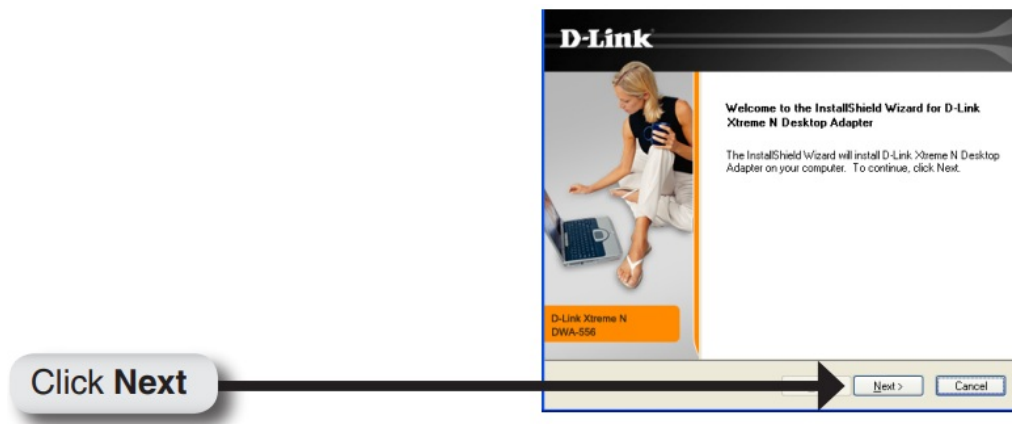 D-Link
Welcome to the InstallShield Wizard for D-Link
Xtreme N Desktop Adapter
The InstallShield Wizard will install D-Link Xtreme N Desktop
Adapter on your computer. To continue, click Next.
D-Link Xtreme N
DWA-556
Click Next
Next >
Cancel